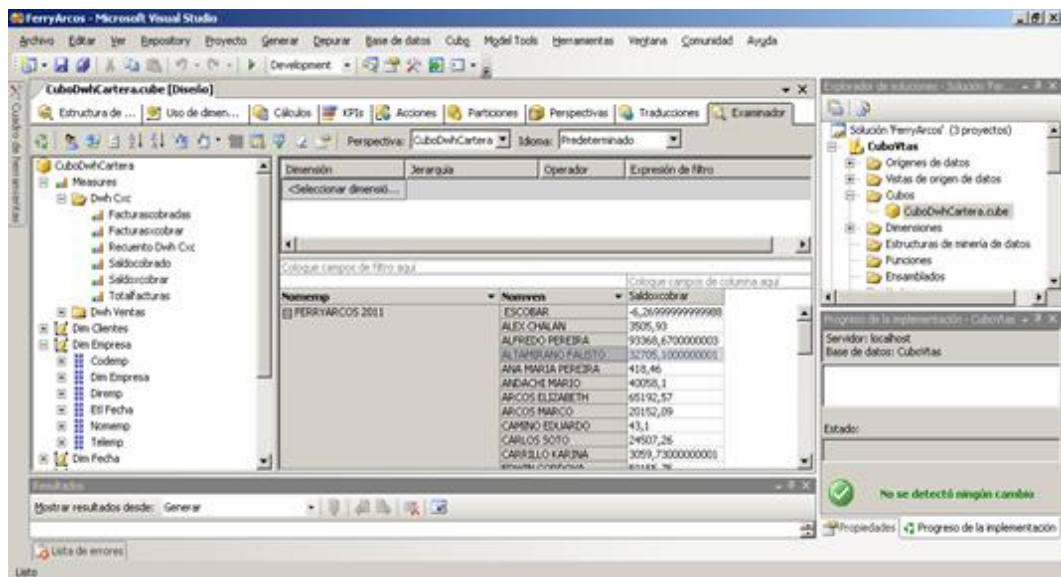 FerryArcos - Microsoft Visual Studio
Archivo Editar Ver Repository Proyecto Generar Depurar Base de datos Cubo Model Tools Herramientas Ventana Comunidad Ayuda
Development
CuboDwhCartera.cube [Diseño]
Estructura de ... Uso de dimen... Cálculos KPIs Acciones Particiones Perspectivas Traducciones Examinador
Perspectiva: CuboDwhCartera Idioma: Predeterminado
CuboDwhCartera
Measures
Dwh Cxc
Facturascobradas
Facturasxcobrar
Recuento Dwh Cxc
Saldocobrado
Saldoxcobrar
Totalfacturas
Dwh Ventas
Dim Clientes
Dim Empresa
Codemp
Dim Empresa
Diremp
Etl Fecha
Nomemp
Telemp
Dim Fecha
Dimensión Jerarquía Operador Expresión de filtro
<Seleccionar dimensió...
Coloque campos de filtro aquí
Coloque campos de columna aquí
Nomemp Nomven Saldoxcobrar
FERRYARCOS 2011 ESCOBAR -6,26999999999988
ALEX CHALAN 3505,93
ALFREDO PEREIRA 93368,6700000003
ALTAMIRANO FAUSTO 32705,1000000001
ANA MARIA PEREIRA 418,46
ANDACHI MARIO 40058,1
ARCOS ELIZABETH 65192,57
ARCOS MARCO 20152,09
CAMINO EDUARDO 43,1
CARLOS SOTO 24507,26
CARRILLO KARINA 3059,73000000001
EDWIN CORDOVA
Cuadro de herramientas
Explorador de soluciones - Solución
Solución 'FerryArcos' (3 proyectos)
CuboVtas
Orígenes de datos
Vistas de origen de datos
Cubos
CuboDwhCartera.cube
Dimensiones
Estructuras de minería de datos
Funciones
Ensamblados
Progreso de la implementación - CuboVtas
Servidor: localhost
Base de datos: CuboVtas
Estado:
No se detectó ningún cambio
Propiedades Progreso de la implementación
Resultados
Mostrar resultados desde: Generar
Lista de errores
Listo